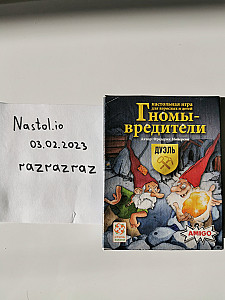 Nastol.io
03.02.2023
razrazraz
настольная игра
для взрослых и детей
Гномы-
вредители
ДУЭЛЬ
AMIGO